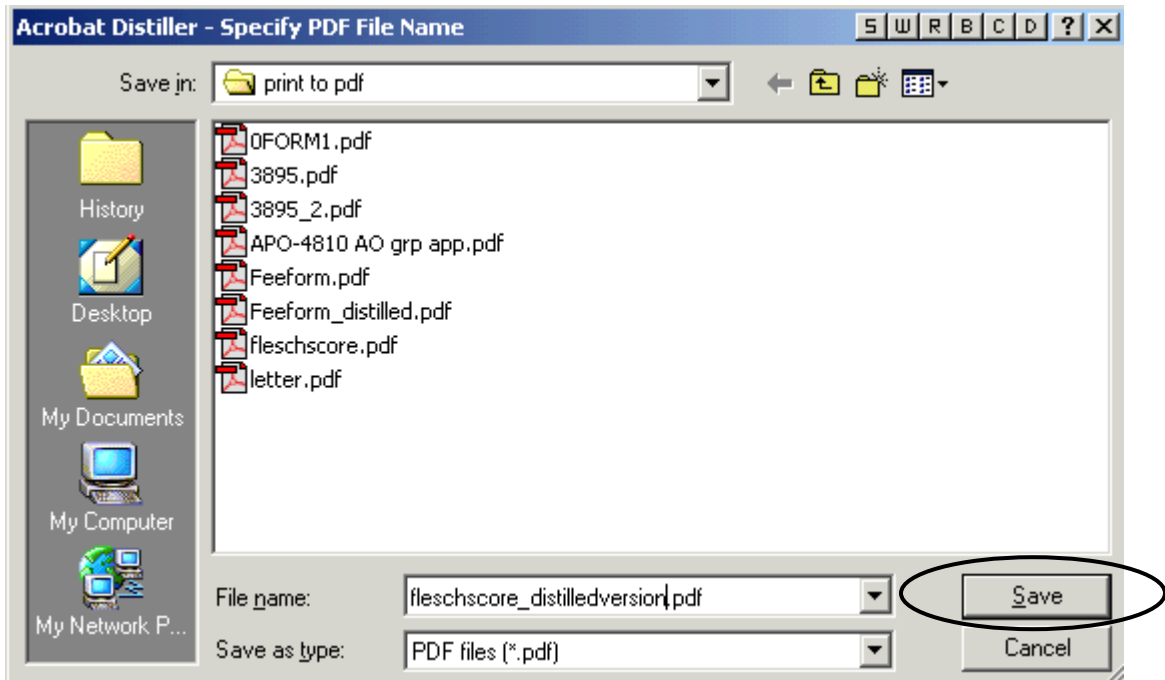 Acrobat Distiller - Specify PDF File Name S W R B C D ? X
Save in: print to pdf
0FORM1.pdf
3895.pdf
3895_2.pdf
APO-4810 AO grp app.pdf
Feeform.pdf
Feeform_distilled.pdf
fleschscore.pdf
letter.pdf
History
Desktop
My Documents
My Computer
My Network P...
File name: fleschscore_distilledversion.pdf Save
Save as type: PDF files (*.pdf) Cancel